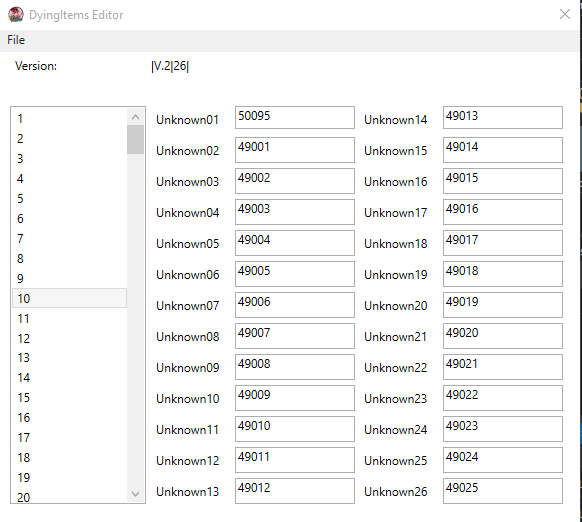 DyingItems Editor
File
Version: |V.2|26|
1
2
3
4
5
6
7
8
9
10
11
12
13
14
15
16
17
18
19
20
Unknown01 50095 Unknown14 49013
Unknown02 49001 Unknown15 49014
Unknown03 49002 Unknown16 49015
Unknown04 49003 Unknown17 49016
Unknown05 49004 Unknown18 49017
Unknown06 49005 Unknown19 49018
Unknown07 49006 Unknown20 49019
Unknown08 49007 Unknown21 49020
Unknown09 49008 Unknown22 49021
Unknown10 49009 Unknown23 49022
Unknown11 49010 Unknown24 49023
Unknown12 49011 Unknown25 49024
Unknown13 49012 Unknown26 49025